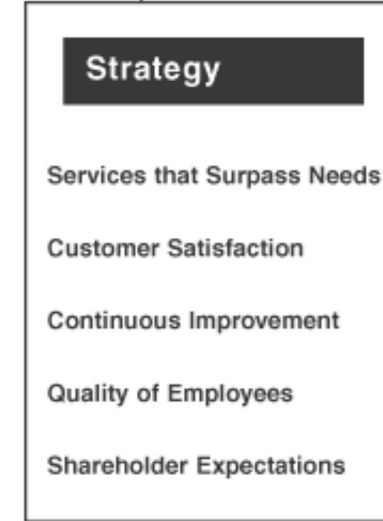 Strategy
Services that Surpass Needs
Customer Satisfaction
Continuous Improvement
Quality of Employees
Shareholder Expectations